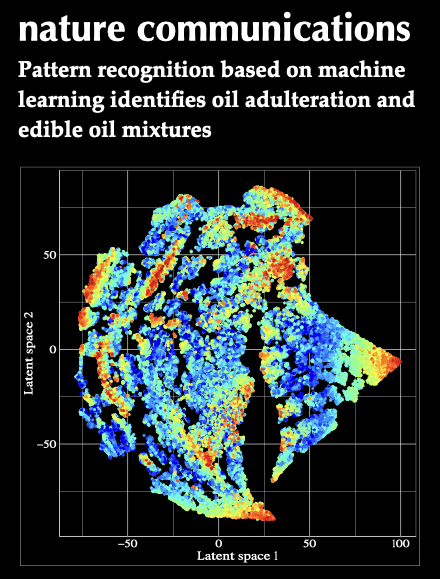 nature communications
Pattern recognition based on machine
learning identifies oil adulteration and
edible oil mixtures
50
0
−50
Latent space 2
−50 0 50 100
Latent space 1